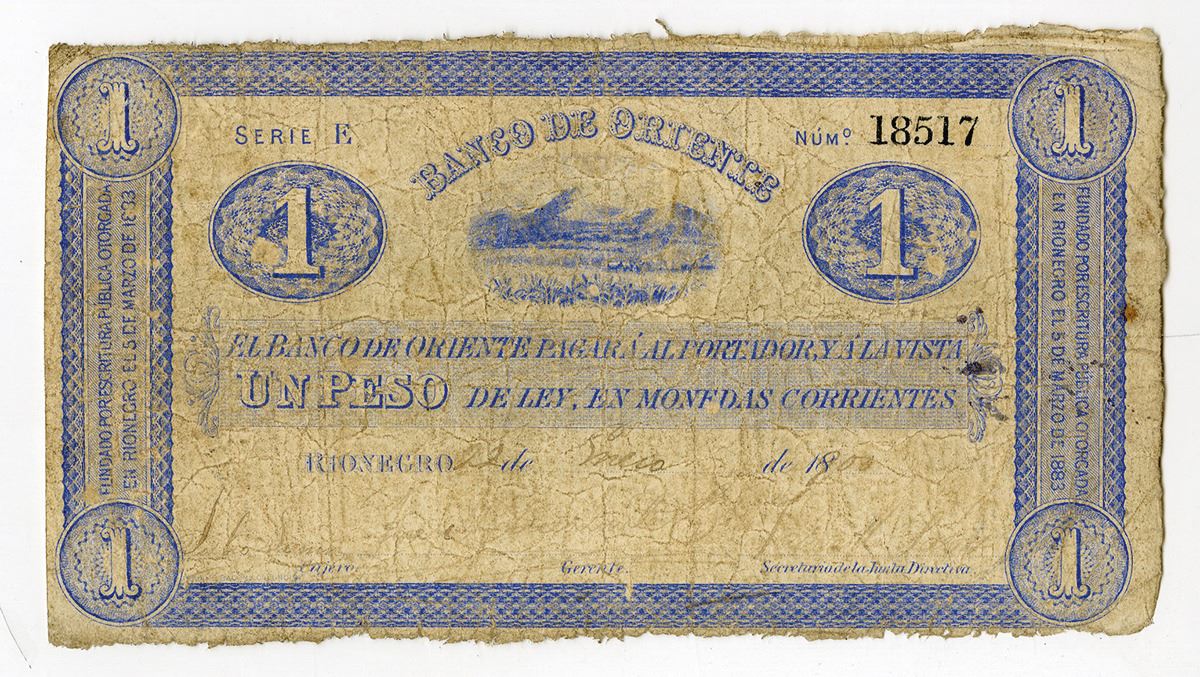 1
1
SERIE E
BANCO DE ORIENTE
NÚMº 18517
1
1
FUNDADO POR ESCRITURA PÚBLICA OTORGADA
EN RIONEGRO EL 5 DE MARZO DE 1883
FUNDADO POR ESCRITURA PÚBLICA OTORGADA
EN RIONEGRO EL 5 DE MARZO DE 1883
EL BANCO DE ORIENTE PAGARÁ AL PORTADOR, Y Á LA VISTA
UN PESO DE LEY, EN MONEDAS CORRIENTES
RIONEGRO 22 de Enero de 1900
Cajero. Gerente. Secretario de la Junta Directiva
1
1